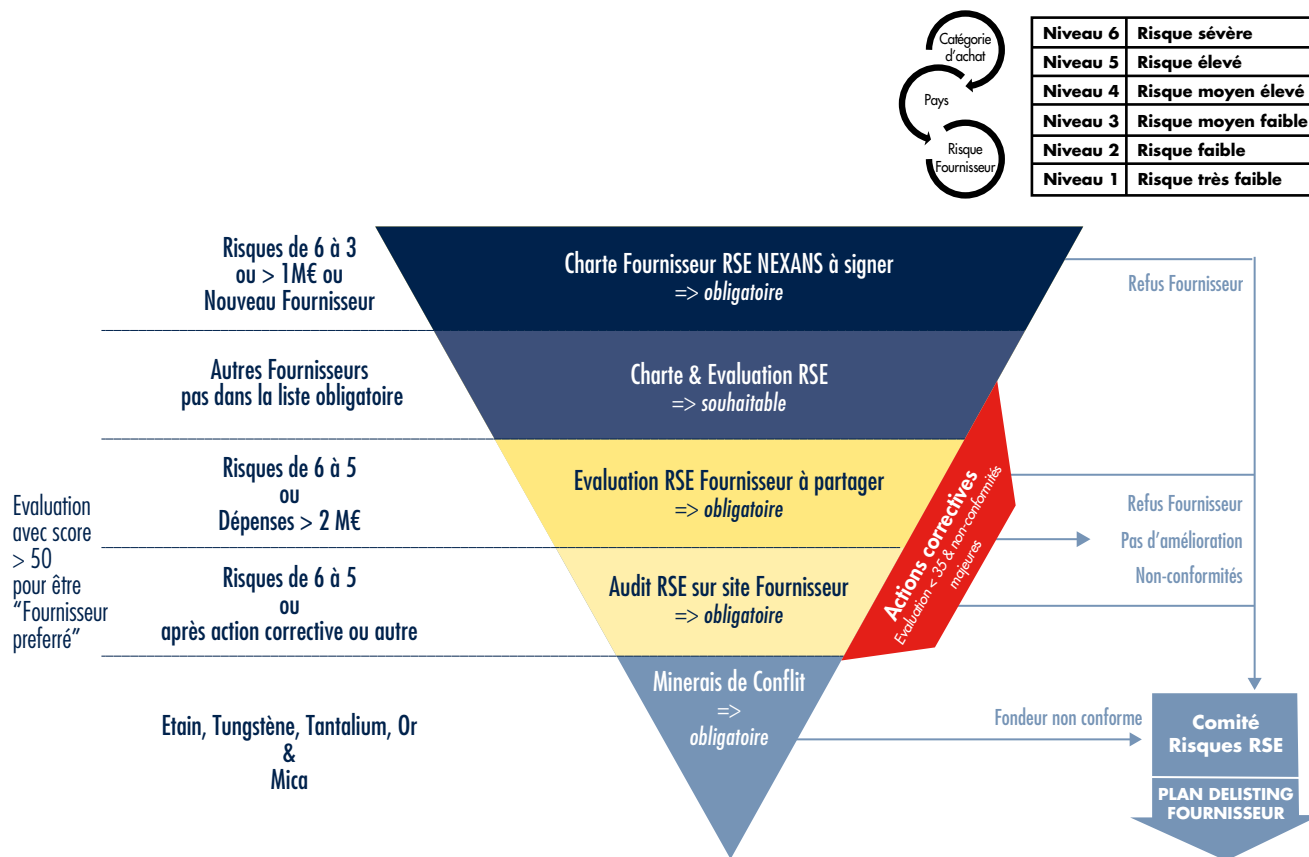 Catégorie
d'achat
Pays
Risque
Fournisseur
Niveau 6 Risque sévère
Niveau 5 Risque élevé
Niveau 4 Risque moyen élevé
Niveau 3 Risque moyen faible
Niveau 2 Risque faible
Niveau 1 Risque très faible
Risques de 6 à 3
ou > 1M€ ou
Nouveau Fournisseur
Charte Fournisseur RSE NEXANS à signer
=> obligatoire
Refus Fournisseur
Autres Fournisseurs
pas dans la liste obligatoire
Charte & Evaluation RSE
=> souhaitable
Evaluation
avec score
> 50
pour être
“Fournisseur
preferré”
Risques de 6 à 5
ou
Dépenses > 2 M€
Evaluation RSE Fournisseur à partager
=> obligatoire
Risques de 6 à 5
ou
après action corrective ou autre
Audit RSE sur site Fournisseur
=> obligatoire
Actions correctives
Evaluation < 35 & non-conformités
majeures
Refus Fournisseur
Pas d’amélioration
Non-conformités
Etain, Tungstène, Tantalium, Or
&
Mica
Minerais de Conflit
=>
obligatoire
Fondeur non conforme
Comité
Risques RSE
PLAN DELISTING
FOURNISSEUR